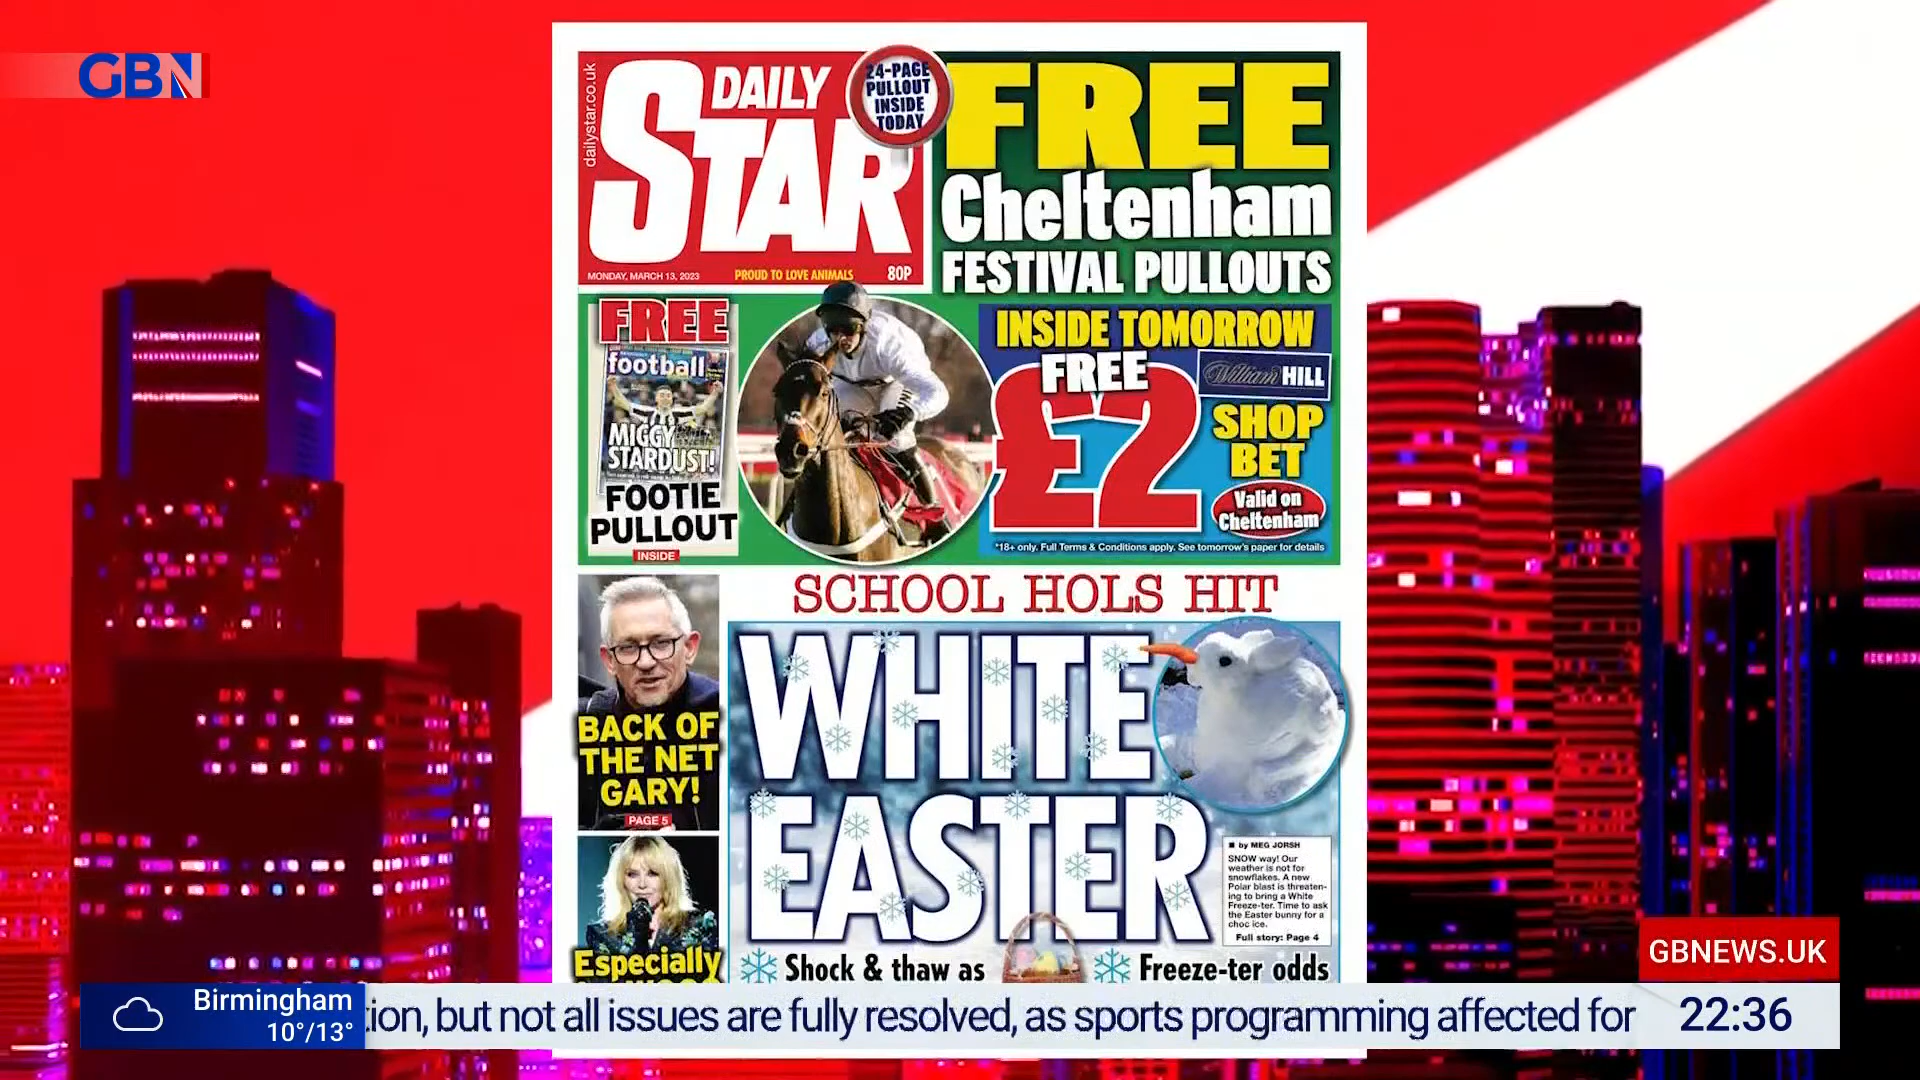 GBN
dailystar.co.uk
DAILY
STAR
24-PAGE
PULLOUT
INSIDE
TODAY
MONDAY, MARCH 13, 2023
PROUD TO LOVE ANIMALS
80P
FREE
Cheltenham
FESTIVAL PULLOUTS
FREE
football
MIGGY
STARDUST!
FOOTIE
PULLOUT
INSIDE
INSIDE TOMORROW
FREE
£2
William HILL
SHOP
BET
Valid on
Cheltenham
*18+ only. Full Terms & Conditions apply. See tomorrow's paper for details
SCHOOL HOLS HIT
WHITE
EASTER
BACK OF
THE NET
GARY!
PAGE 5
Especially
by MEG JORSH
SNOW way! Our
weather is not for
snowflakes. A new
Polar blast is threaten-
ing to bring a White
Freeze-ter. Time to ask
the Easter bunny for a
choc ice.
Full story: Page 4
Shock & thaw as
Freeze-ter odds
GBNEWS.UK
Birmingham
10°/13°
tion, but not all issues are fully resolved, as sports programming affected for
22:36